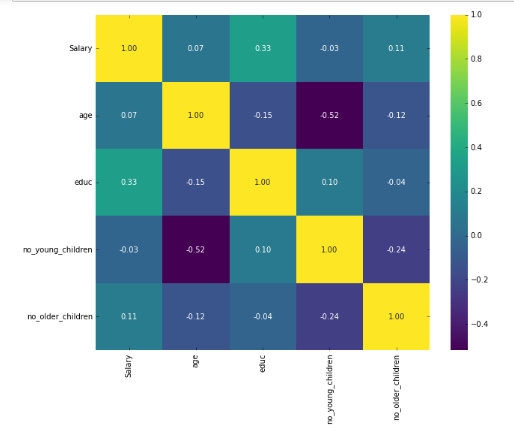 1.0
Salary 1.00 0.07 0.33 -0.03 0.11
0.8
age 0.07 1.00 -0.15 -0.52 -0.12
0.6
0.4
educ 0.33 -0.15 1.00 0.10 -0.04
0.2
0.0
no_young_children -0.03 -0.52 0.10 1.00 -0.24
−0.2
no_older_children 0.11 -0.12 -0.04 -0.24 1.00
−0.4
Salary
age
educ
no_young_children
no_older_children